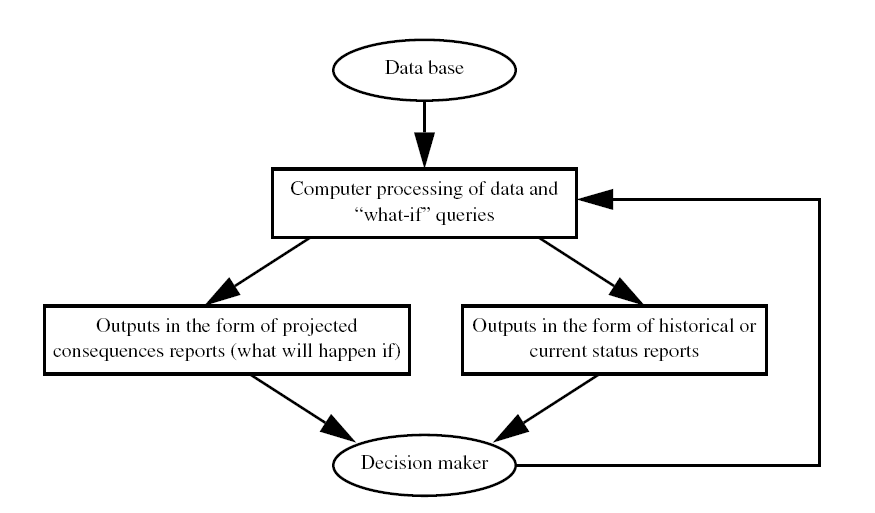 Data base
Computer processing of data and
“what-if” queries
Outputs in the form of projected
consequences reports (what will happen if)
Outputs in the form of historical or
current status reports
Decision maker